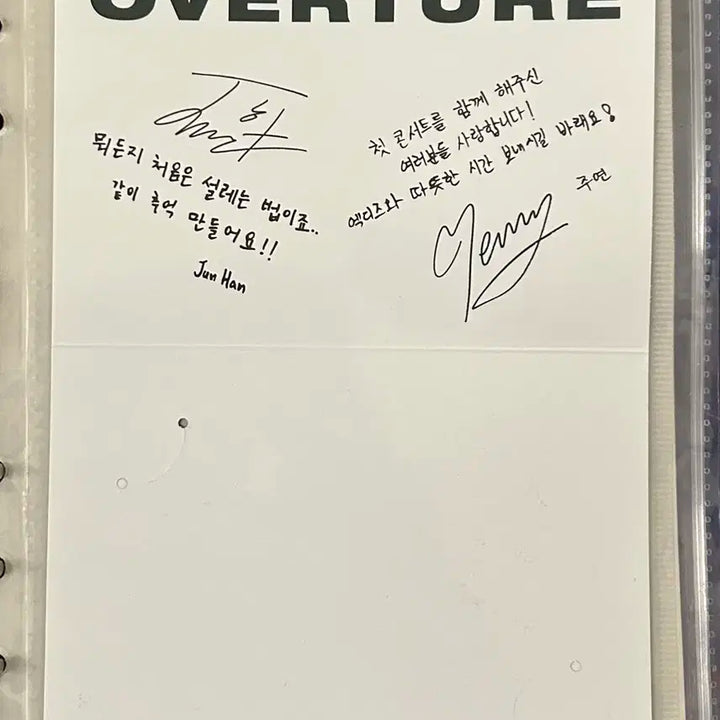 OVERTURE
뭐든지 처음은 설레는 법이죠..
같이 추억 만들어요!!
Jun Han
첫 콘서트를 함께 해주신
여러분들 사랑합니다!
엑디즈와 따뜻한 시간 보내시길 바래요!
주연